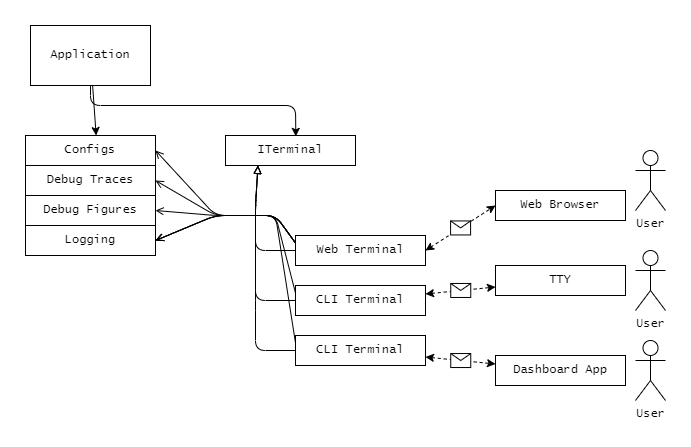 Application
Configs
Debug Traces
Debug Figures
Logging
ITerminal
Web Terminal
CLI Terminal
CLI Terminal
Web Browser
TTY
Dashboard App
User
User
User